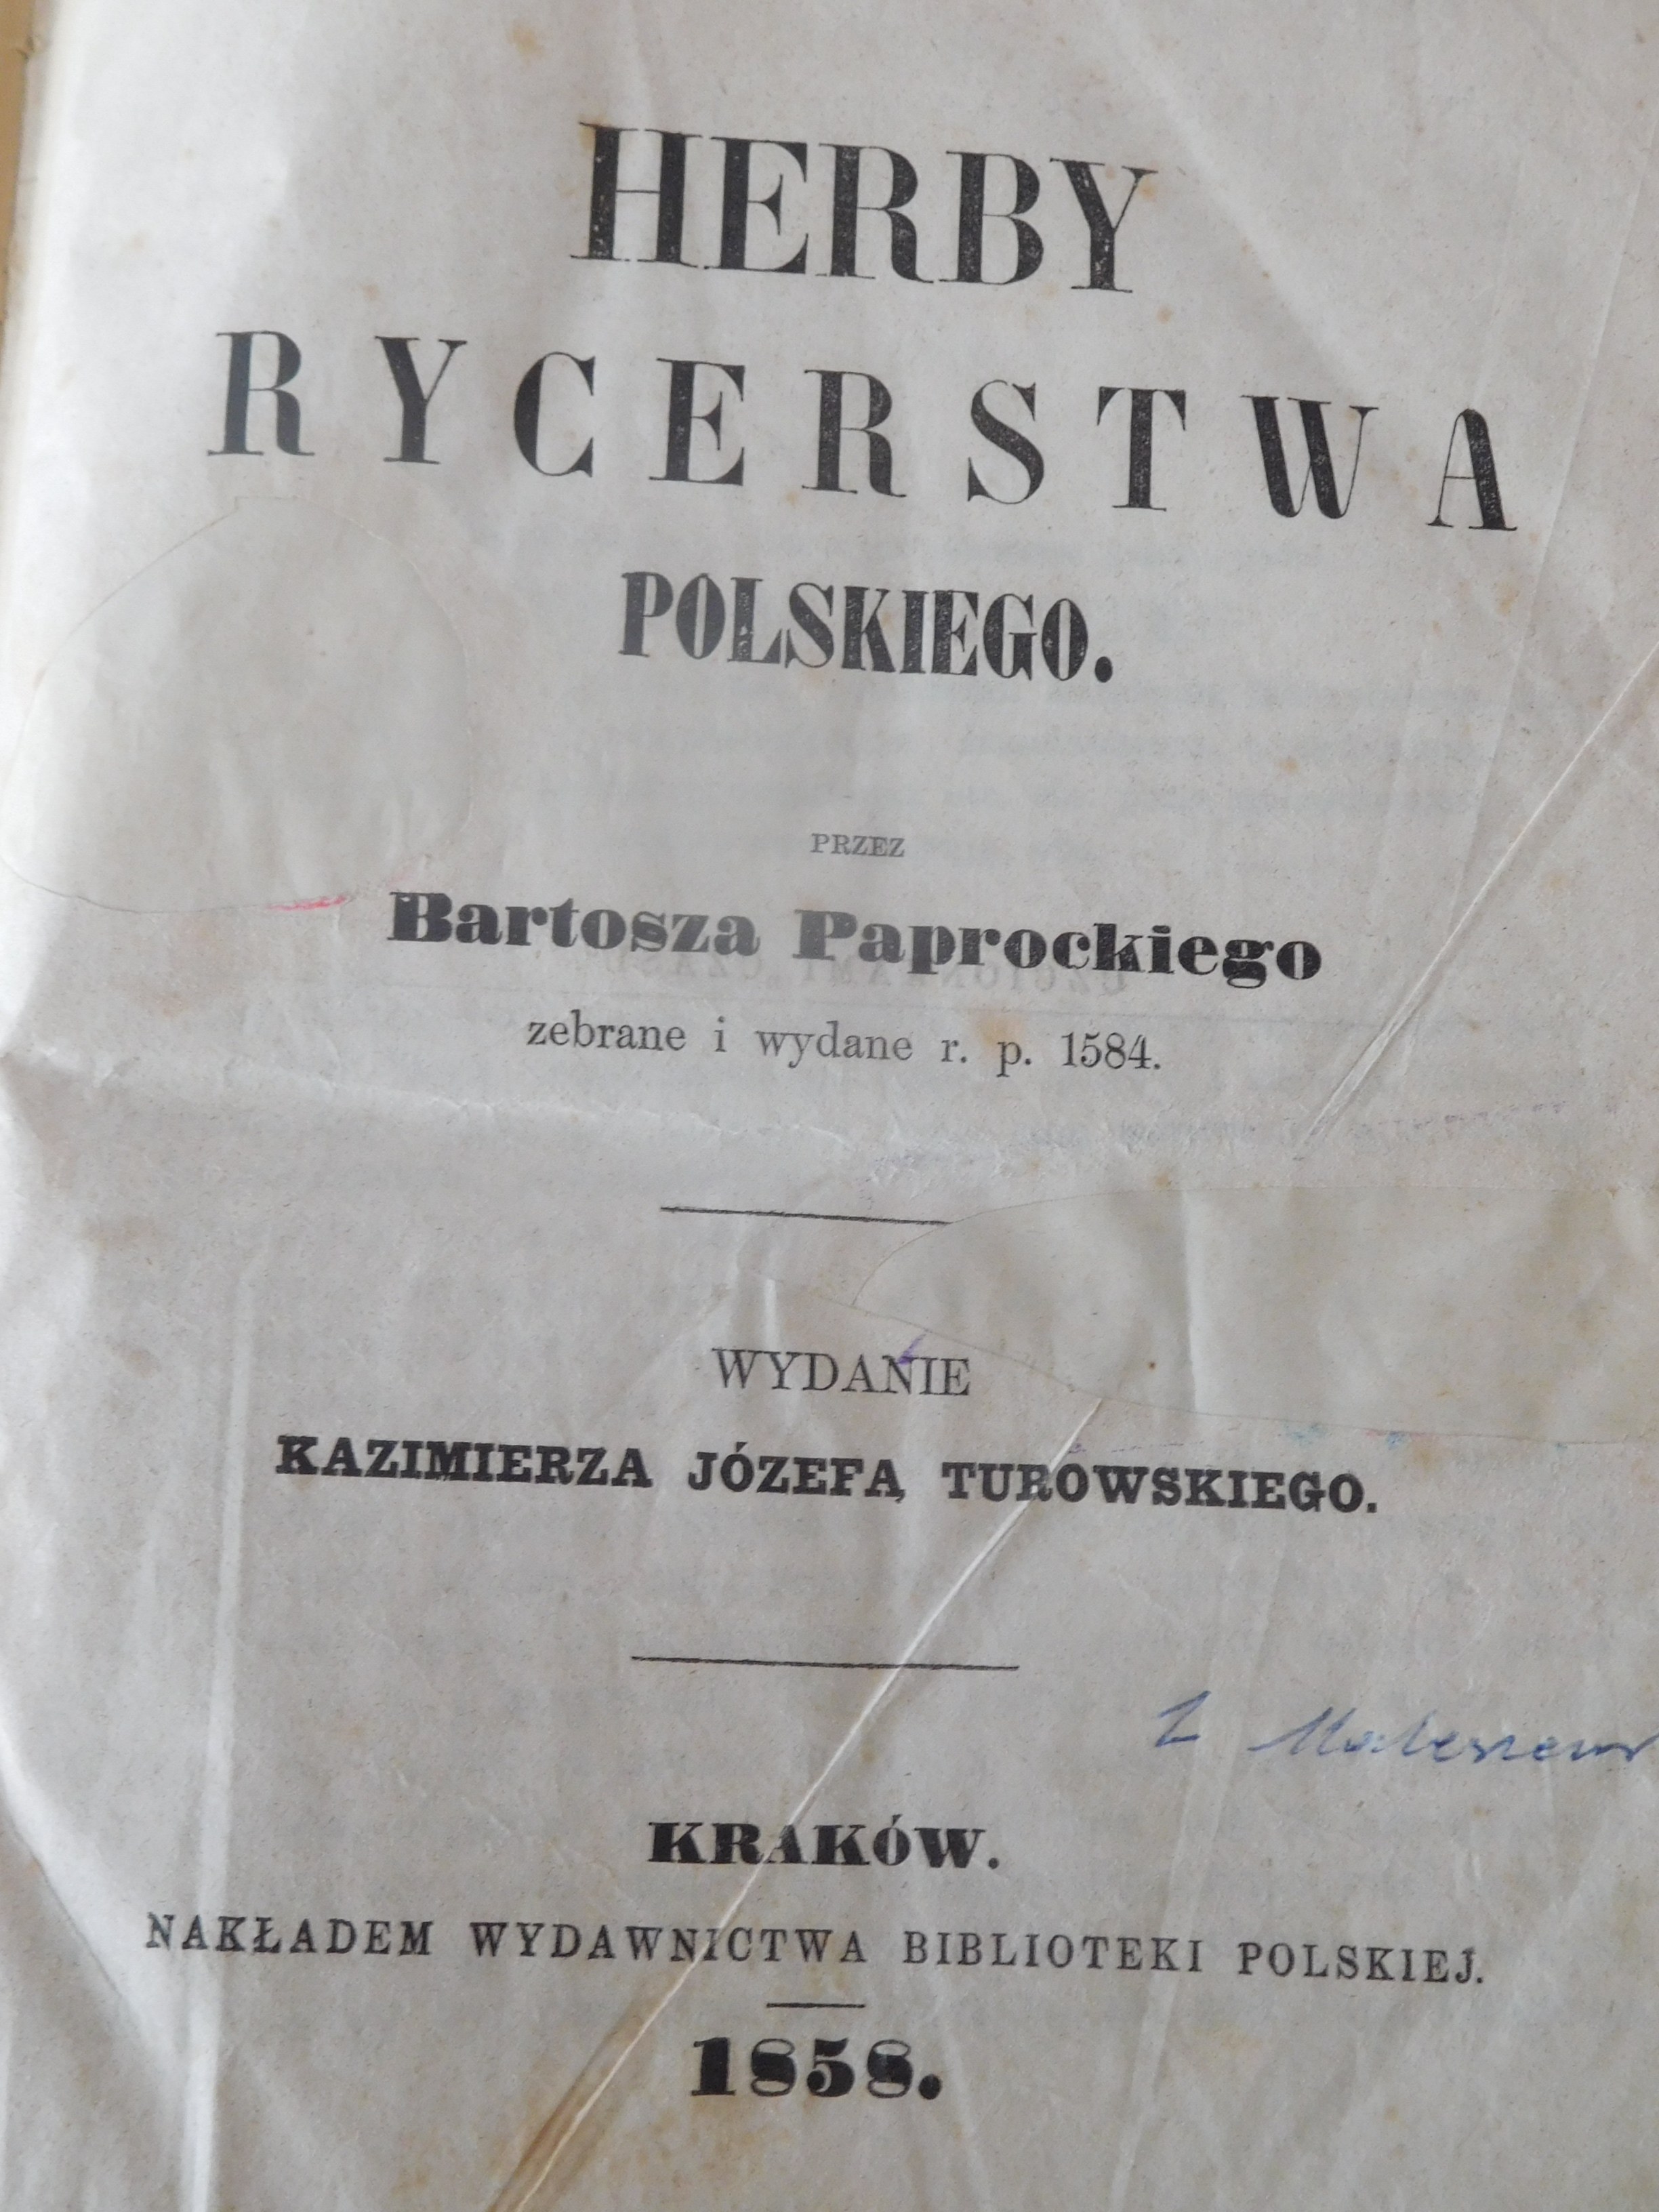 HERBY
RYCERSTWA
POLSKIEGO.
PRZEZ
Bartosza Paprockiego
zebrane i wydane r. p. 1584.
WYDANIE
KAZIMIERZA JÓZEFA TUROWSKIEGO.
KRAKÓW.
NAKŁADEM WYDAWNICTWA BIBLIOTEKI POLSKIEJ.
1858.